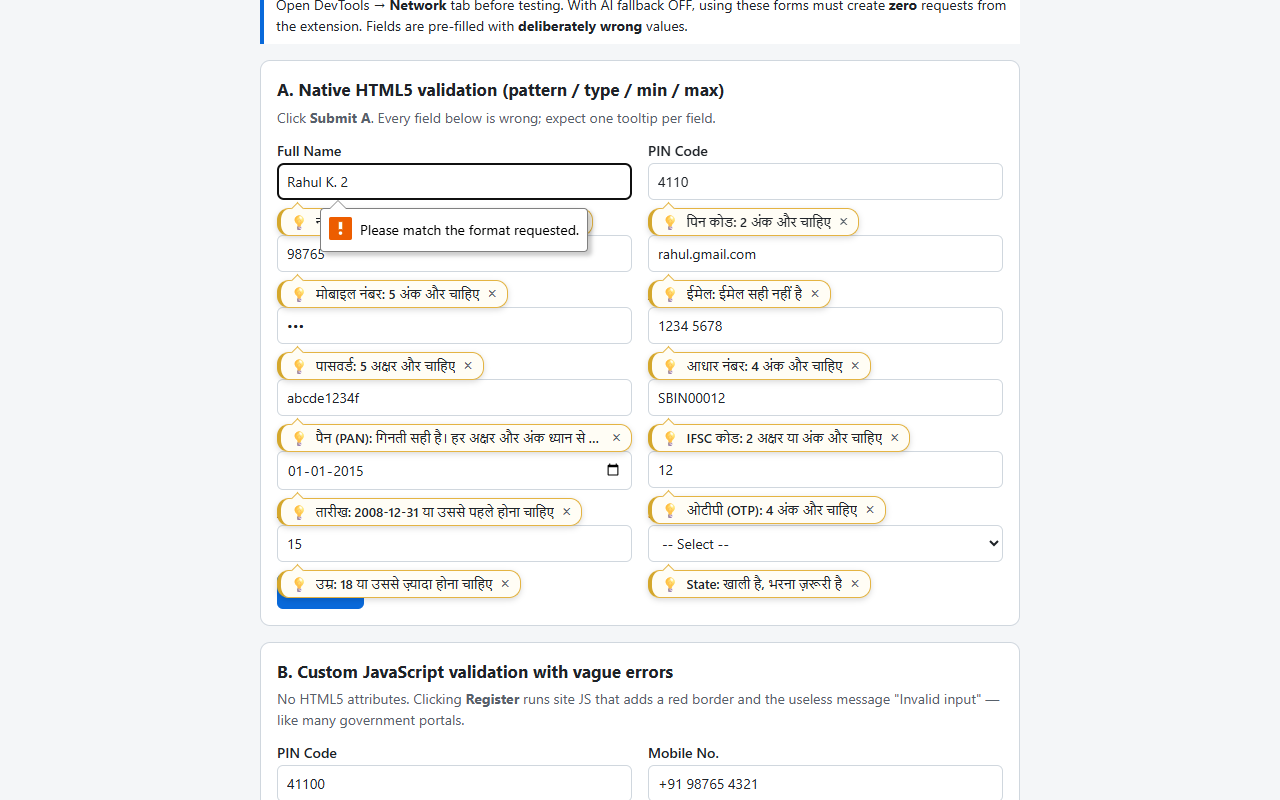 Open DevTools → Network tab before testing. With AI fallback OFF, using these forms must create zero requests from
the extension. Fields are pre-filled with deliberately wrong values.
A. Native HTML5 validation (pattern / type / min / max)
Click Submit A. Every field below is wrong; expect one tooltip per field.
Full Name
PIN Code
Rahul K. 2
4110
Please match the format requested.
पिन कोड: 2 अंक और चाहिए ×
98765
rahul.gmail.com
मोबाइल नंबर: 5 अंक और चाहिए ×
ईमेल: ईमेल सही नहीं है ×
•••
1234 5678
पासवर्ड: 5 अक्षर और चाहिए ×
आधार नंबर: 4 अंक और चाहिए ×
abcde1234f
SBIN00012
पैन (PAN): गिनती सही है। हर अक्षर और अंक ध्यान से ... ×
IFSC कोड: 2 अक्षर या अंक और चाहिए ×
01-01-2015
12
तारीख: 2008-12-31 या उससे पहले होना चाहिए ×
ओटीपी (OTP): 4 अंक और चाहिए ×
15
-- Select --
उम्र: 18 या उससे ज़्यादा होना चाहिए ×
State: खाली है, भरना ज़रूरी है ×
B. Custom JavaScript validation with vague errors
No HTML5 attributes. Clicking Register runs site JS that adds a red border and the useless message "Invalid input" —
like many government portals.
PIN Code
Mobile No.
41100
+91 98765 4321